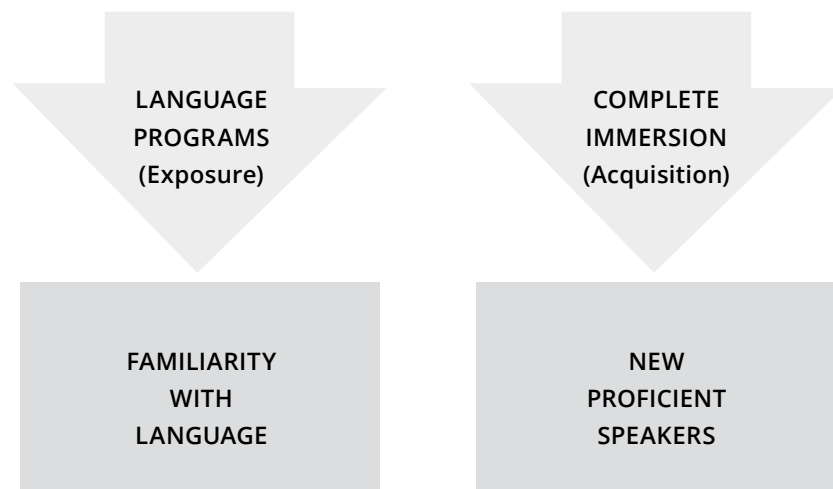 LANGUAGE
PROGRAMS
(Exposure)
FAMILIARITY
WITH
LANGUAGE
COMPLETE
IMMERSION
(Acquisition)
NEW
PROFICIENT
SPEAKERS